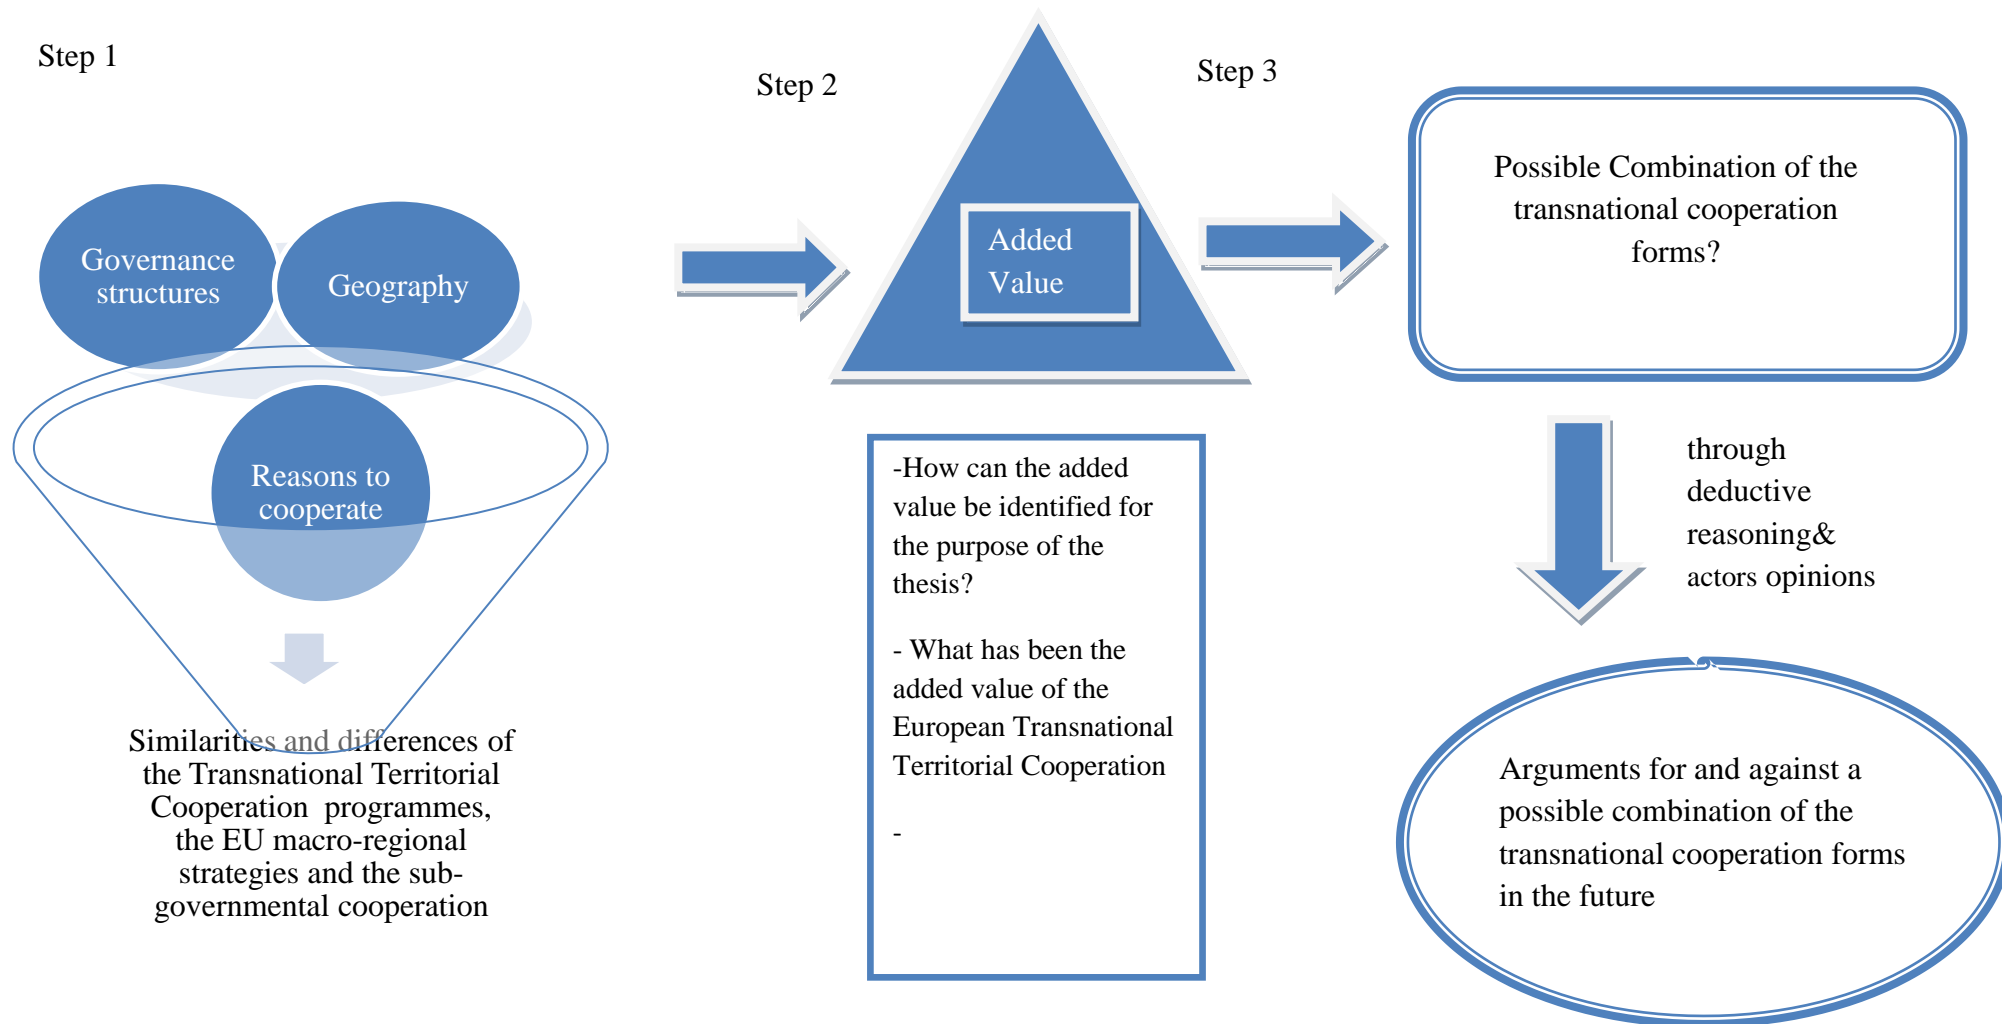 Step 1
Governance
structures
Geography
Reasons to
cooperate
Similarities and differences of
the Transnational Territorial
Cooperation  programmes,
the EU macro-regional
strategies and the sub-
governmental cooperation
Step 2
Added
Value
-How can the added
value be identified for
the purpose of the
thesis?
- What has been the
added value of the
European Transnational
Territorial Cooperation
-
Step 3
Possible Combination of the
transnational cooperation
forms?
through
deductive
reasoning&
actors opinions
Arguments for and against a
possible combination of the
transnational cooperation forms
in the future